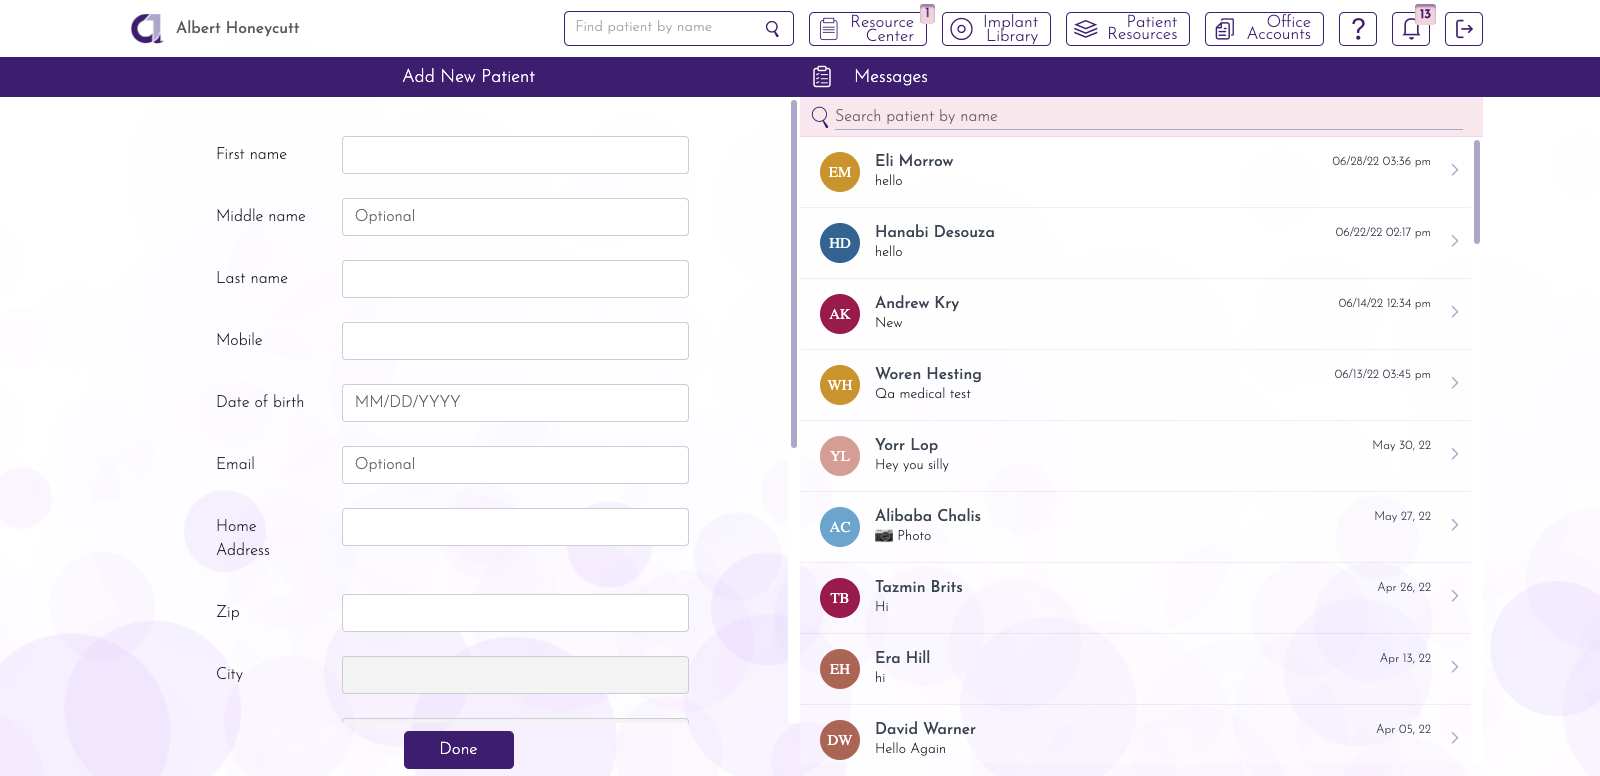 Albert Honeycutt
Find patient by name
Resource
Center
1
Implant
Library
Patient
Resources
Office
Accounts
?
13
Add New Patient
Messages
First name
Middle name
Optional
Last name
Mobile
Date of birth
MM/DD/YYYY
Email
Optional
Home
Address
Zip
City
Done
Search patient by name
EM
Eli Morrow
06/28/22 03:36 pm
hello
HD
Hanabi Desouza
06/22/22 02:17 pm
hello
AK
Andrew Kry
06/14/22 12:34 pm
New
WH
Woren Hesting
06/13/22 03:45 pm
Qa medical test
YL
Yorr Lop
May 30, 22
Hey you silly
AC
Alibaba Chalis
May 27, 22
📷 Photo
TB
Tazmin Brits
Apr 26, 22
Hi
EH
Era Hill
Apr 13, 22
hi
DW
David Warner
Apr 05, 22
Hello Again